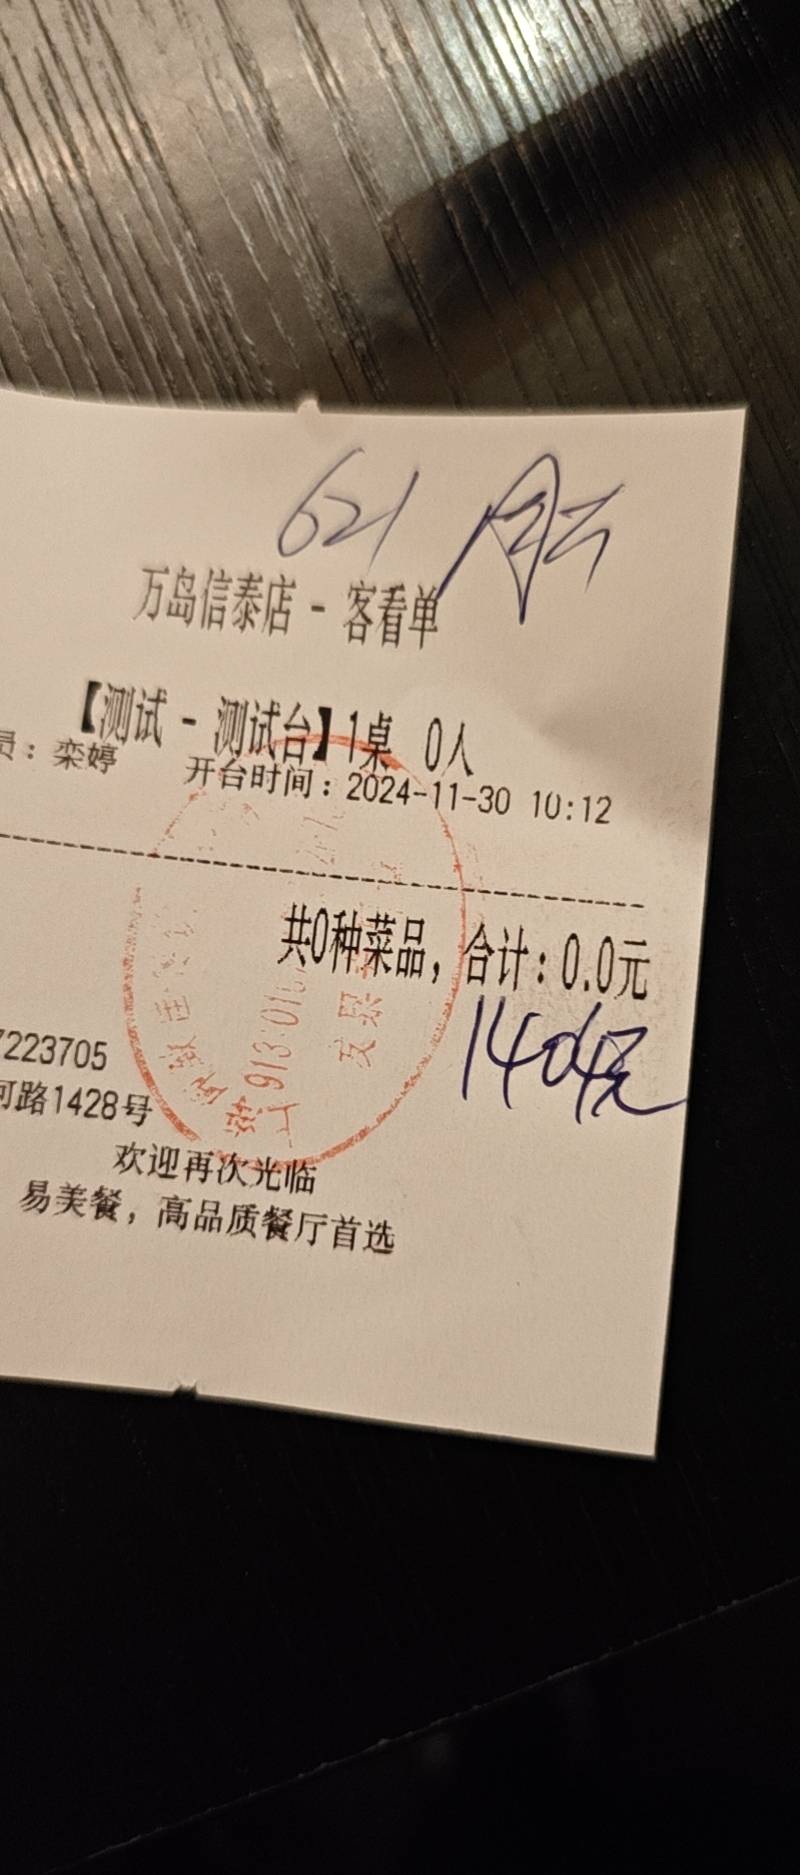 621
万岛信泰店 - 客看单
【测试 - 测试台】1桌 0人
员：栾婷 开台时间：2024-11-30 10:12
共0种菜品，合计：0.0元
1404元
7223705
河路1428号
欢迎再次光临
易美餐，高品质餐厅首选